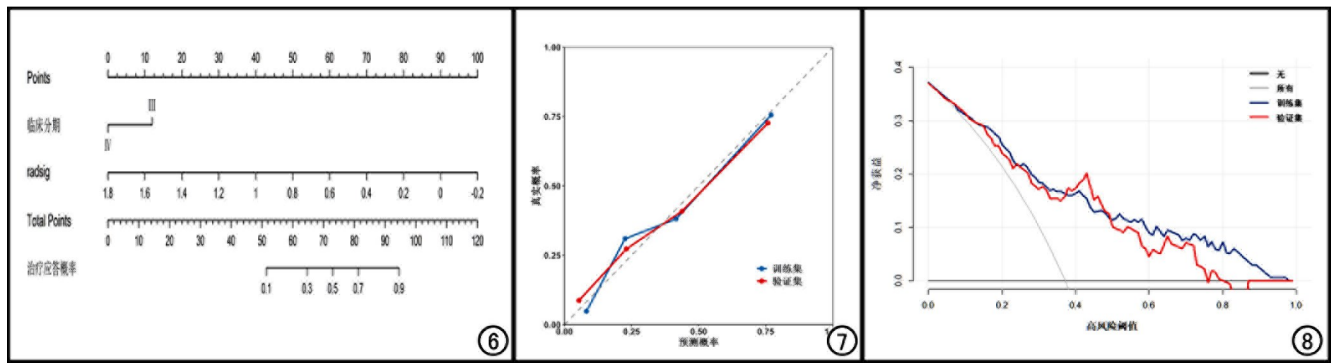 0 10 20 30 40 50 60 70 80 90 100
Points
III
临床分期
IV
radsig
1.8 1.6 1.4 1.2 1 0.8 0.6 0.4 0.2 0 -0.2
Total Points
0 10 20 30 40 50 60 70 80 90 100 110 120
治疗应答概率
0.1 0.3 0.5 0.7 0.9
⑥
1.00
0.75
0.50
0.25
0.00
真实概率
训练集
验证集
0.00 0.25 0.50 0.75 1
预测概率
⑦
0.4
0.3
0.2
0.1
0.0
净获益
无
所有
训练集
验证集
0.0 0.2 0.4 0.6 0.8 1.0
高风险阈值
⑧